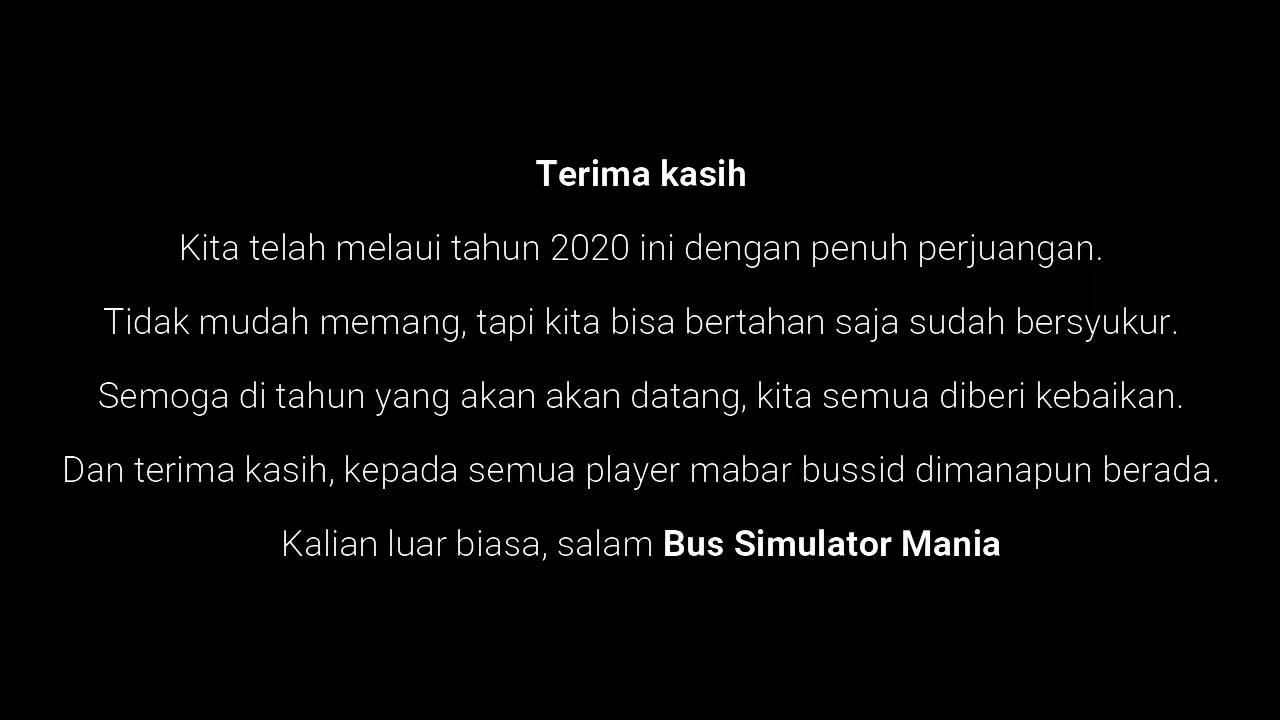 Terima kasih
Kita telah melaui tahun 2020 ini dengan penuh perjuangan.
Tidak mudah memang, tapi kita bisa bertahan saja sudah bersyukur.
Semoga di tahun yang akan akan datang, kita semua diberi kebaikan.
Dan terima kasih, kepada semua player mabar bussid dimanapun berada.
Kalian luar biasa, salam Bus Simulator Mania